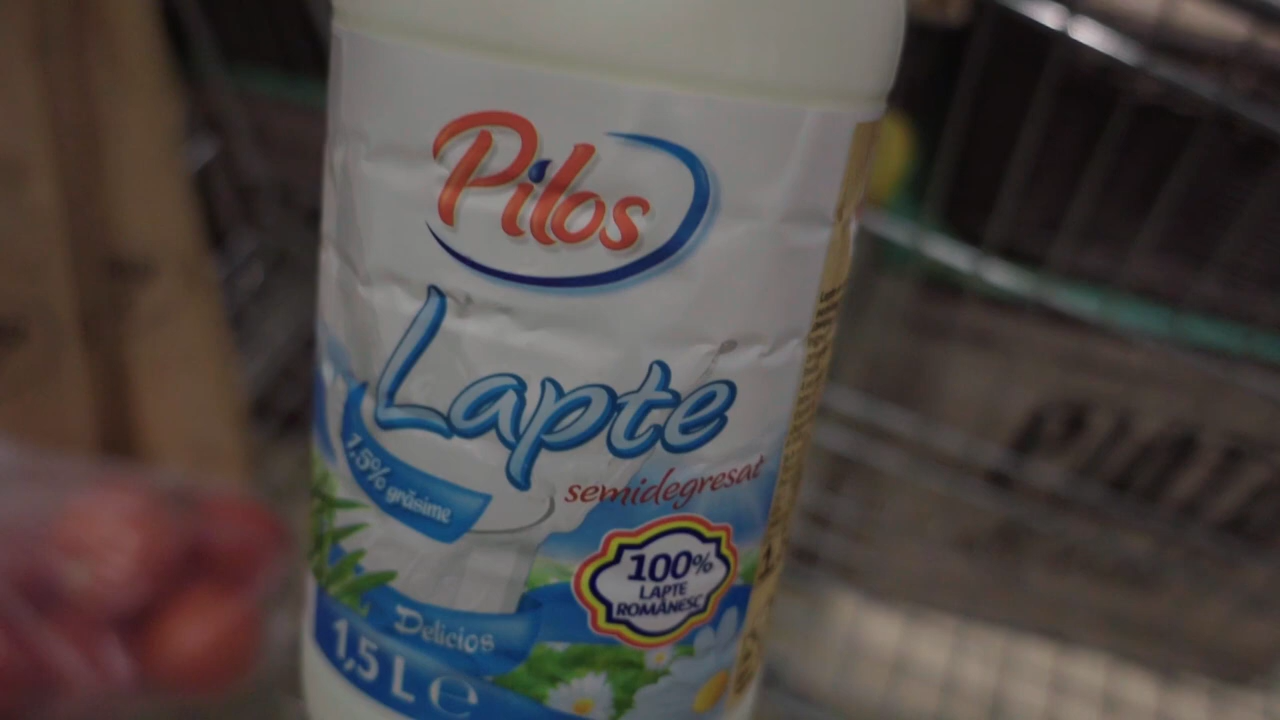 Pilos
Lapte
1,5% grăsime
semidegresat
100%
LAPTE
ROMÂNESC
Delicios
1,5 L e